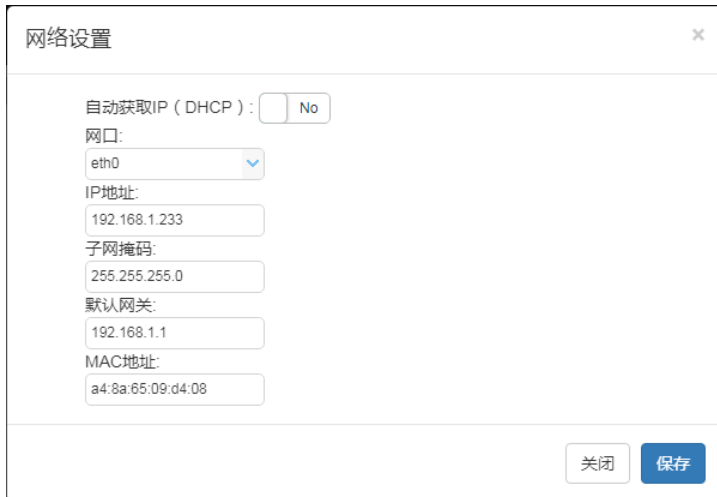 网络设置
×
自动获取IP（DHCP）: No
网口:
eth0
IP地址:
192.168.1.233
子网掩码:
255.255.255.0
默认网关:
192.168.1.1
MAC地址:
a4:8a:65:09:d4:08
关闭 保存